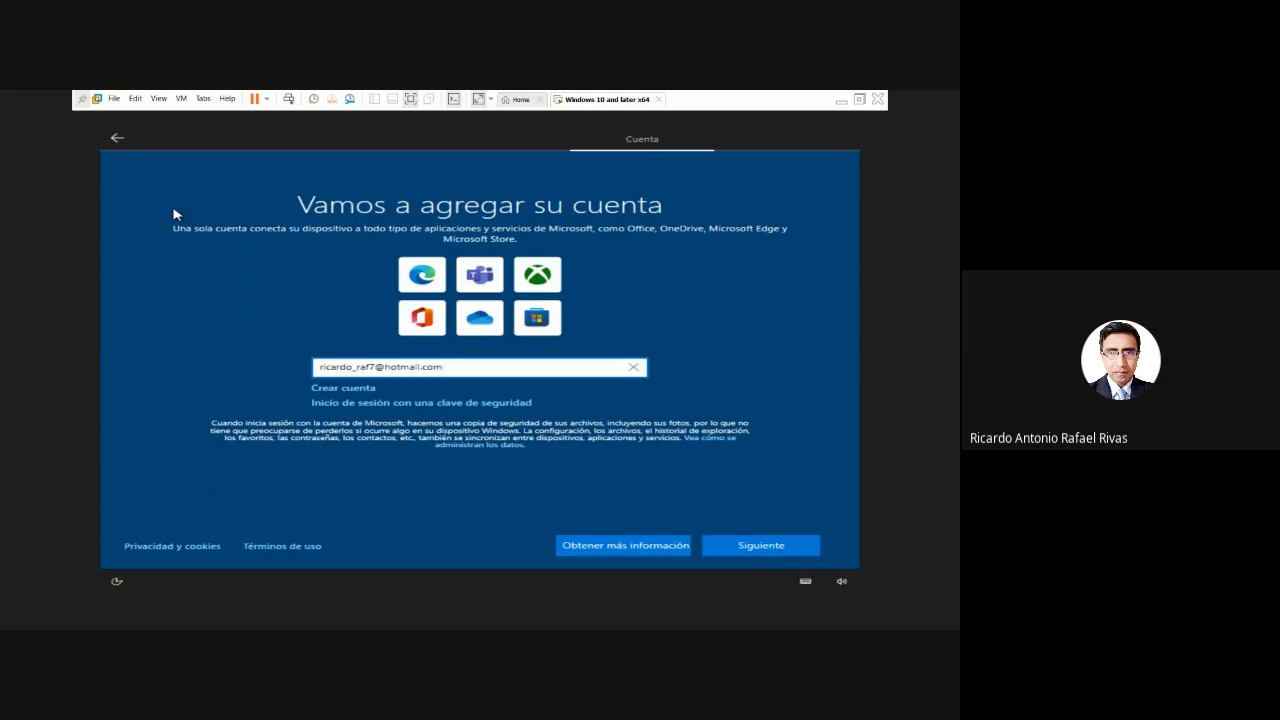 File Edit View VM Tabs Help Home Windows 10 and later x64
Cuenta
Vamos a agregar su cuenta
Una sola cuenta conecta su dispositivo a todo tipo de aplicaciones y servicios de Microsoft, como Office, OneDrive, Microsoft Edge y
Microsoft Store.
ricardo_raf7@hotmail.com
Crear cuenta
Inicio de sesión con una clave de seguridad
Cuando inicia sesión con la cuenta de Microsoft, hacemos una copia de seguridad de sus archivos, incluyendo sus fotos, por lo que no
tiene que preocuparse de perderlos si ocurre algo en su dispositivo Windows. La configuración, los archivos, el historial de exploración,
los favoritos, las contraseñas, los contactos, etc., también se sincronizan entre dispositivos, aplicaciones y servicios. Vea cómo se
administran los datos.
Privacidad y cookies Términos de uso Obtener más información Siguiente
Ricardo Antonio Rafael Rivas